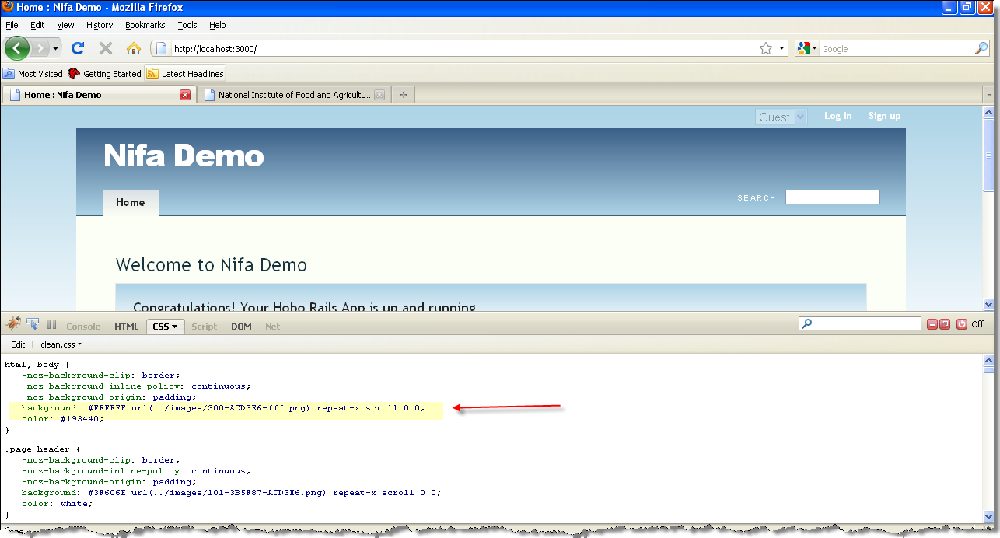 Home : Nifa Demo - Mozilla Firefox
File Edit View History Bookmarks Tools Help
http://localhost:3000/
Google
Most Visited Getting Started Latest Headlines
Home : Nifa Demo National Institute of Food and Agricultu...
Guest Log in Sign up
Nifa Demo
Home SEARCH
Welcome to Nifa Demo
Congratulations! Your Hobo Rails App is up and running
Console HTML CSS Script DOM Net Off
Edit clean.css
html, body {
-moz-background-clip: border;
-moz-background-inline-policy: continuous;
-moz-background-origin: padding;
background: #FFFFFF url(../images/300-ACD3E6-fff.png) repeat-x scroll 0 0;
color: #193440;
}
.page-header {
-moz-background-clip: border;
-moz-background-inline-policy: continuous;
-moz-background-origin: padding;
background: #3F606E url(../images/101-3B5F87-ACD3E6.png) repeat-x scroll 0 0;
color: white;
}